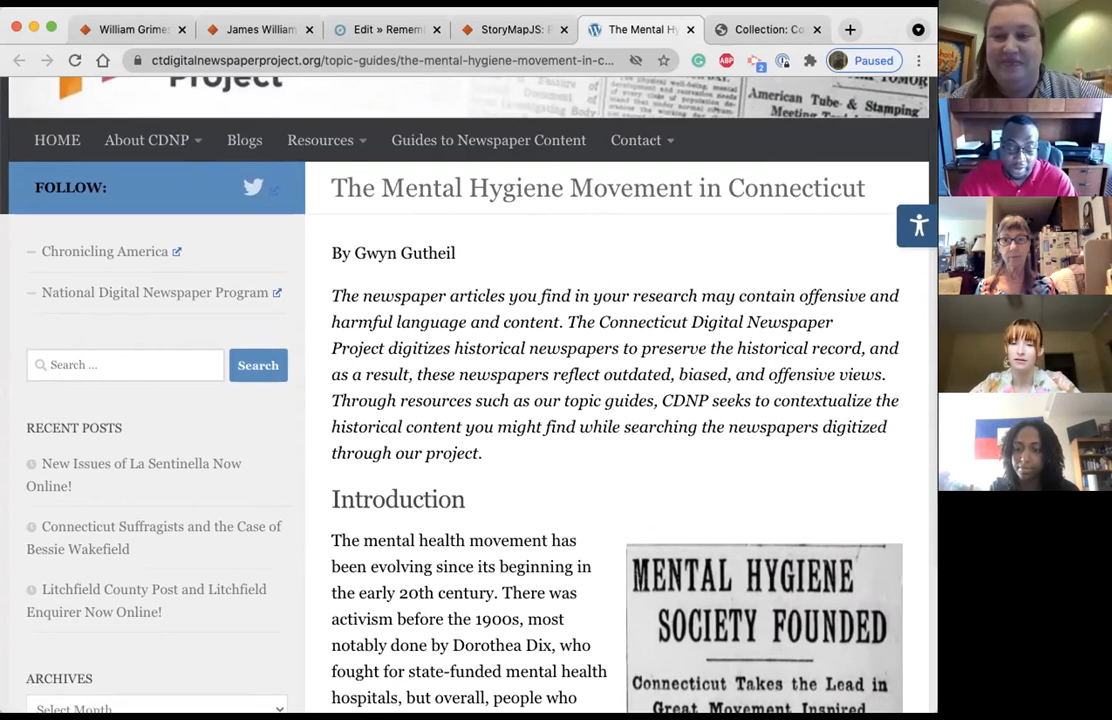 William Grimes
James William
Edit » Remem
StoryMapJS: P
The Mental Hy
Collection: Co
ctdigitalnewspaperproject.org/topic-guides/the-mental-hygiene-movement-in-c...
ABP
2
Paused
Project
American Tube & Stamping
HOME
About CDNP
Blogs
Resources
Guides to Newspaper Content
Contact
FOLLOW:
Chronicling America
National Digital Newspaper Program
Search ...
Search
RECENT POSTS
New Issues of La Sentinella Now
Online!
Connecticut Suffragists and the Case of
Bessie Wakefield
Litchfield County Post and Litchfield
Enquirer Now Online!
ARCHIVES
Select Month
The Mental Hygiene Movement in Connecticut
By Gwyn Gutheil
The newspaper articles you find in your research may contain offensive and
harmful language and content. The Connecticut Digital Newspaper
Project digitizes historical newspapers to preserve the historical record, and
as a result, these newspapers reflect outdated, biased, and offensive views.
Through resources such as our topic guides, CDNP seeks to contextualize the
historical content you might find while searching the newspapers digitized
through our project.
Introduction
The mental health movement has
been evolving since its beginning in
the early 20th century. There was
activism before the 1900s, most
notably done by Dorothea Dix, who
fought for state-funded mental health
hospitals, but overall, people who
MENTAL HYGIENE
SOCIETY FOUNDED
Connecticut Takes the Lead in
Great Movement Inspired